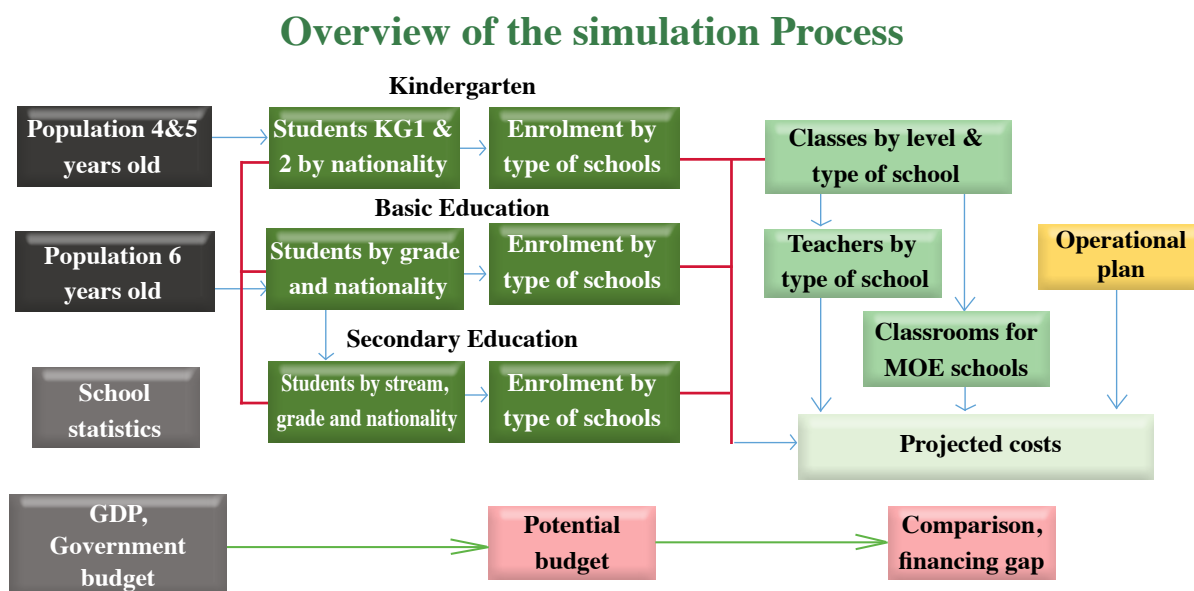 Overview of the simulation Process
Kindergarten
Population 4&5
years old
Students KG1 &
2 by nationality
Enrolment by
type of schools
Classes by level &
type of school
Basic Education
Population 6
years old
Students by grade
and nationality
Enrolment by
type of schools
Teachers by
type of school
Operational
plan
Secondary Education
Classrooms for
MOE schools
School
statistics
Students by stream,
grade and nationality
Enrolment by
type of schools
Projected costs
GDP,
Government
budget
Potential
budget
Comparison,
financing gap